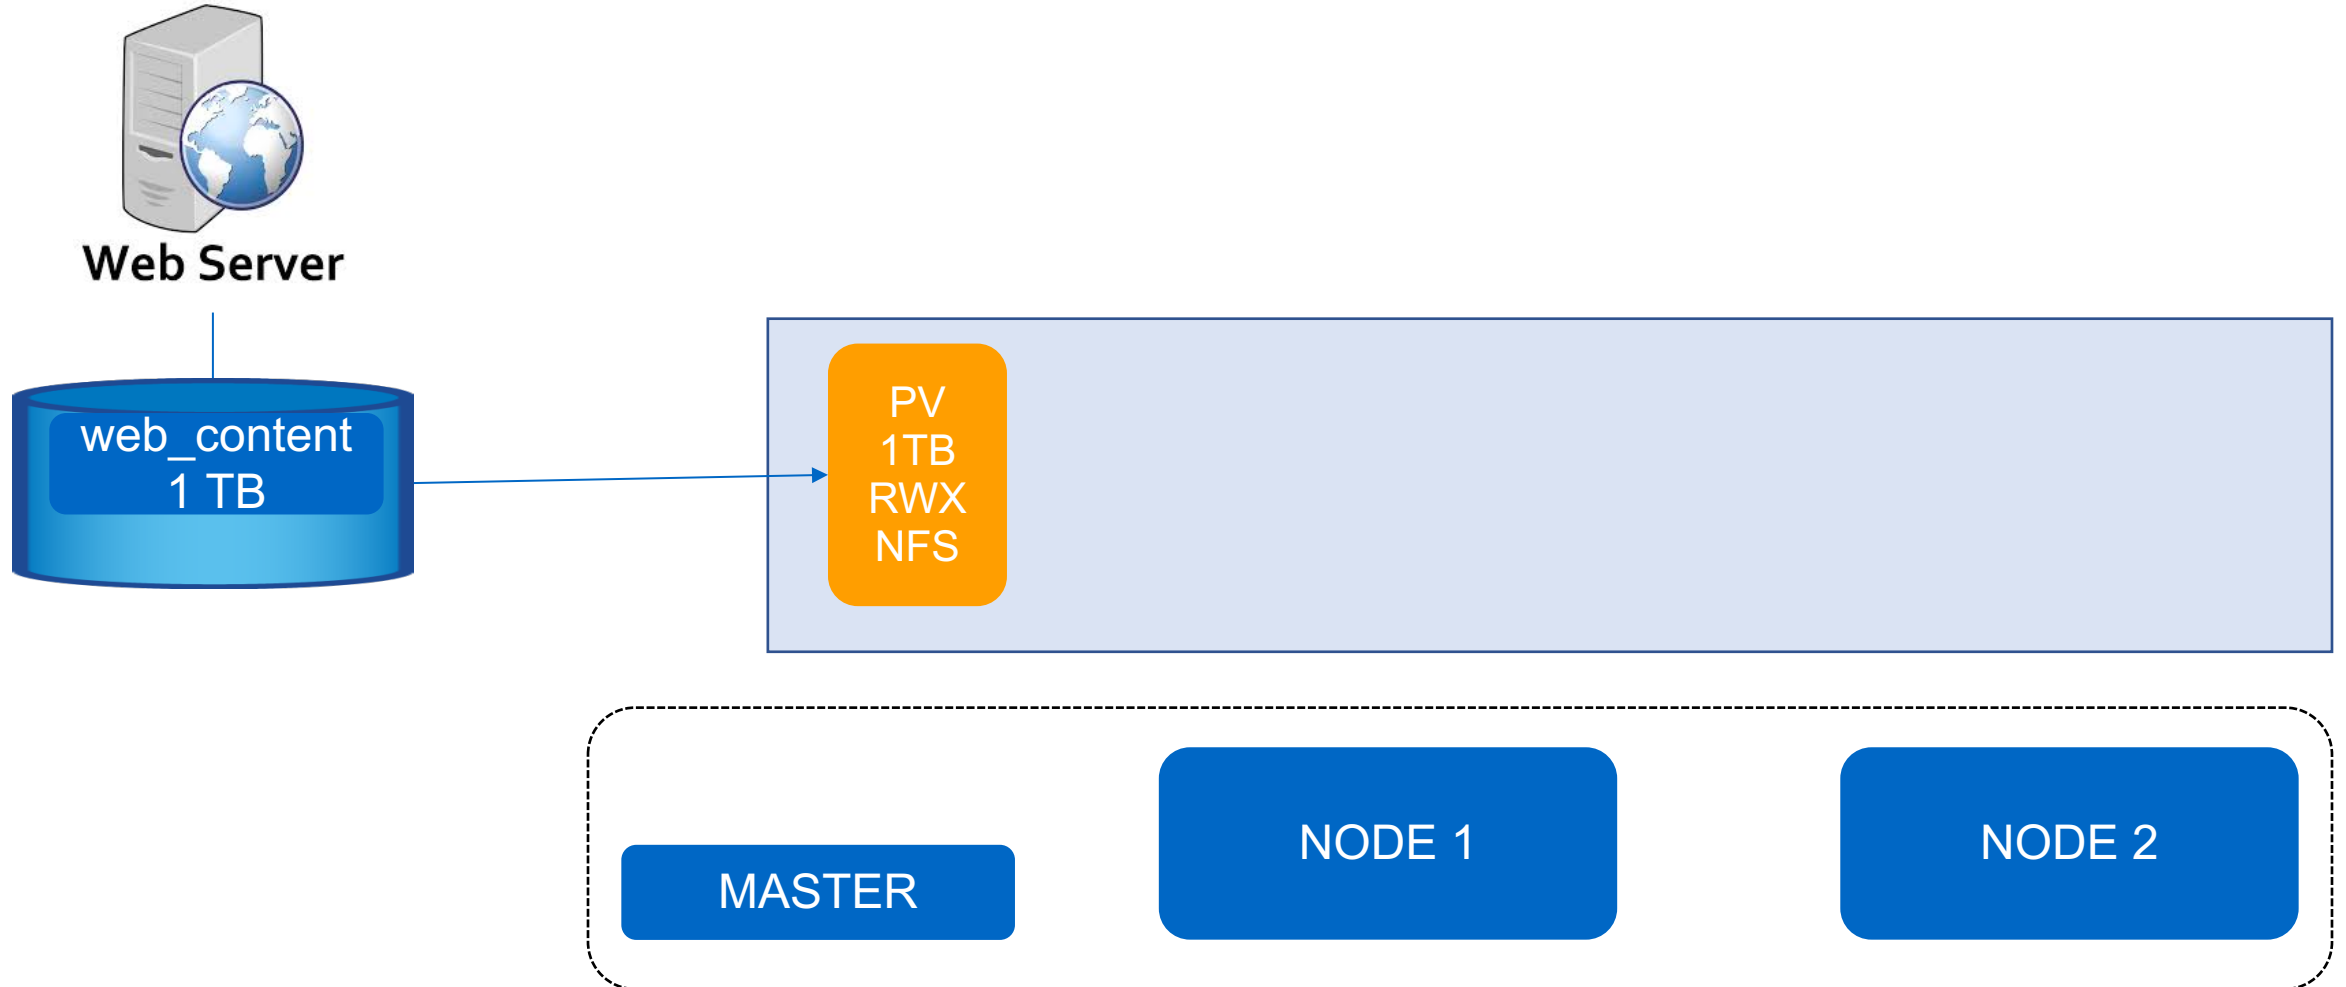 Web Server
web_content
1 TB
PV
1TB
RWX
NFS
NODE 1
NODE 2
MASTER